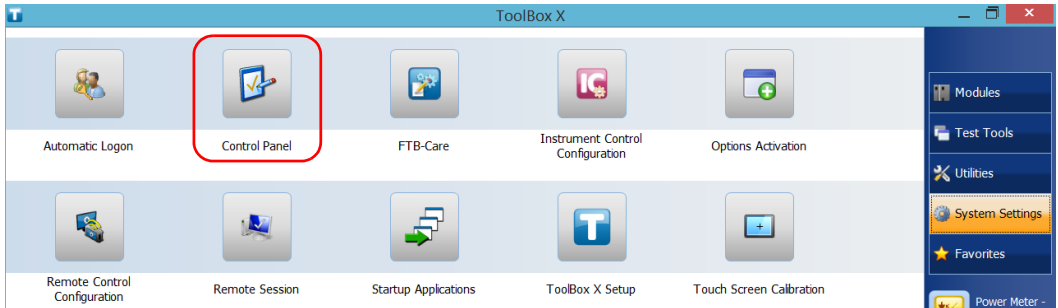 ToolBox X
Automatic Logon
Control Panel
FTB-Care
Instrument Control
Configuration
Options Activation
Remote Control
Configuration
Remote Session
Startup Applications
ToolBox X Setup
Touch Screen Calibration
Modules
Test Tools
Utilities
System Settings
Favorites
Power Meter -